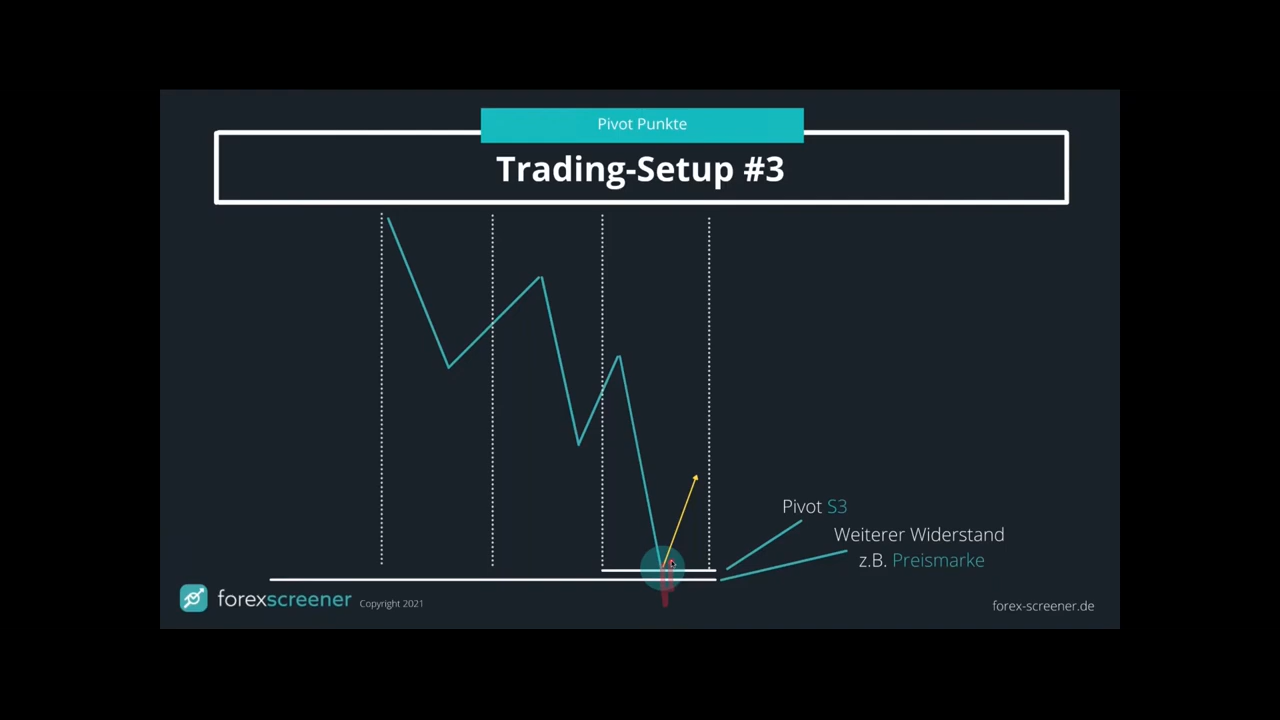 Pivot Punkte
Trading-Setup #3
Pivot S3
Weiterer Widerstand
z.B. Preismarke
forexscreener Copyright 2021
forex-screener.de